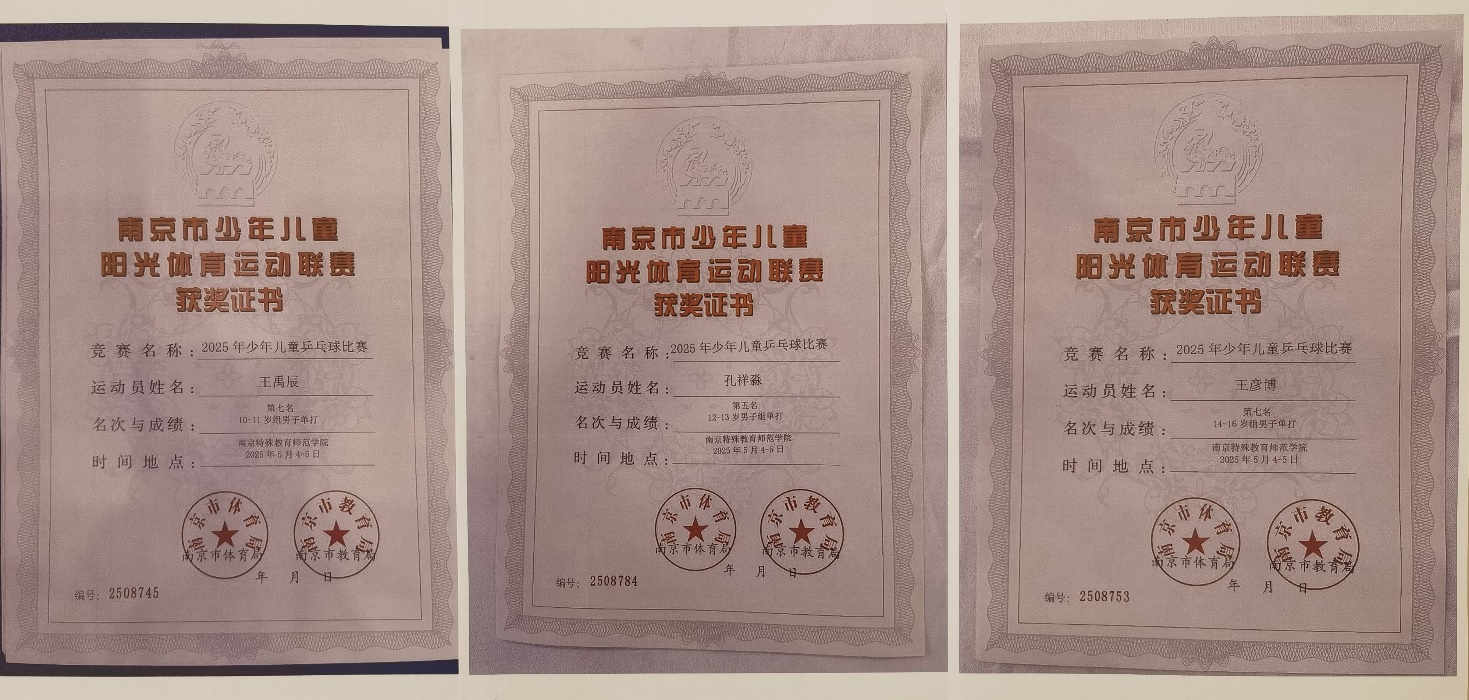 南京市少年儿童
阳光体育运动联赛
获奖证书
竞赛名称：2025年少年儿童乒乓球比赛
运动员姓名：王禹辰
名次与成绩：第七名
10-11岁组男子单打
时间地点：南京特殊教育师范学院
2025年5月4-5日
南京市体育局
南京市教育局
南京市体育局 南京市教育局
年 月 日
编号：2508745
南京市少年儿童
阳光体育运动联赛
获奖证书
竞赛名称：2025年少年儿童乒乓球比赛
运动员姓名：孔祥淼
名次与成绩：第五名
12-13岁男子组单打
时间地点：南京特殊教育师范学院
2025年5月4-5日
南京市体育局
南京市教育局
南京市体育局 南京市教育局
年 月 日
编号：2508784
南京市少年儿童
阳光体育运动联赛
获奖证书
竞赛名称：2025年少年儿童乒乓球比赛
运动员姓名：王彦博
名次与成绩：第七名
14-16岁组男子单打
时间地点：南京特殊教育师范学院
2025年5月4-5日
南京市体育局
南京市教育局
南京市体育局 南京市教育局
年 月 日
编号：2508753